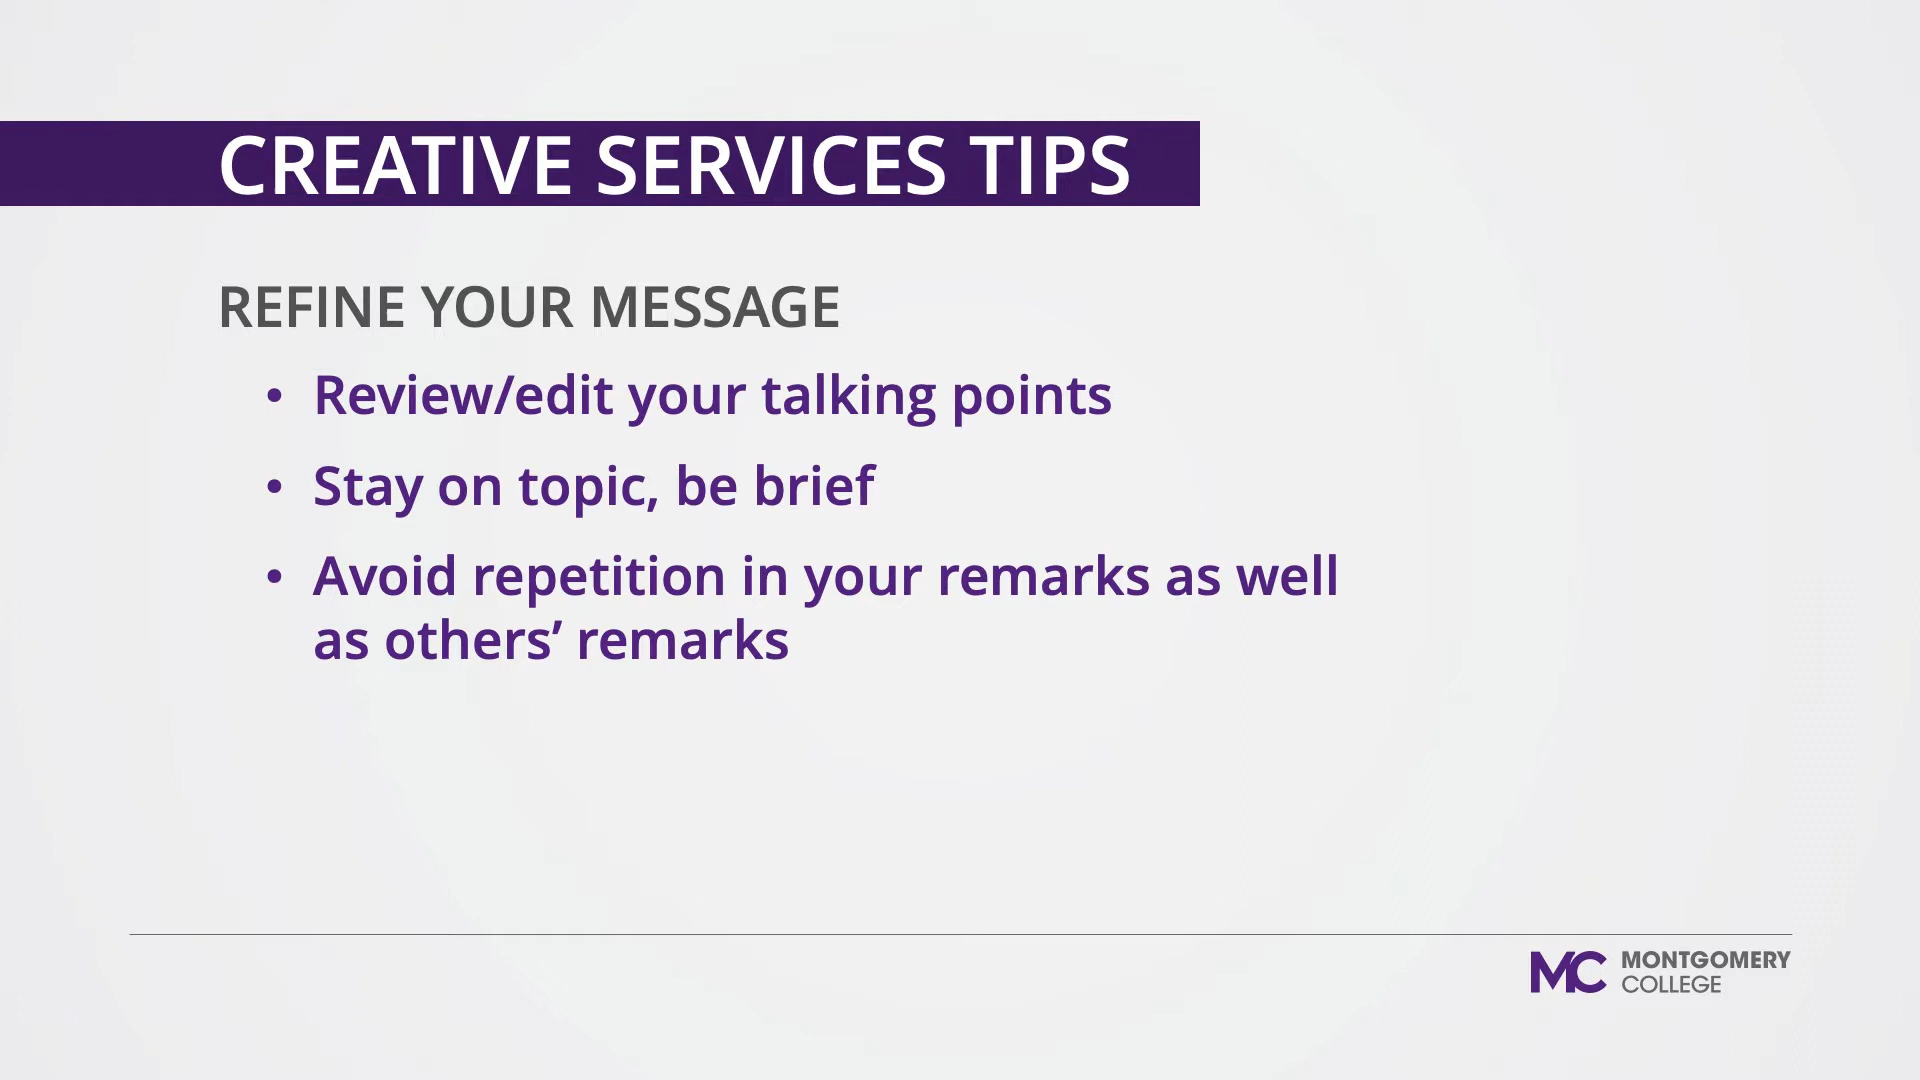 CREATIVE SERVICES TIPS
REFINE YOUR MESSAGE
• Review/edit your talking points
• Stay on topic, be brief
• Avoid repetition in your remarks as well
as others’ remarks
MC MONTGOMERY
COLLEGE